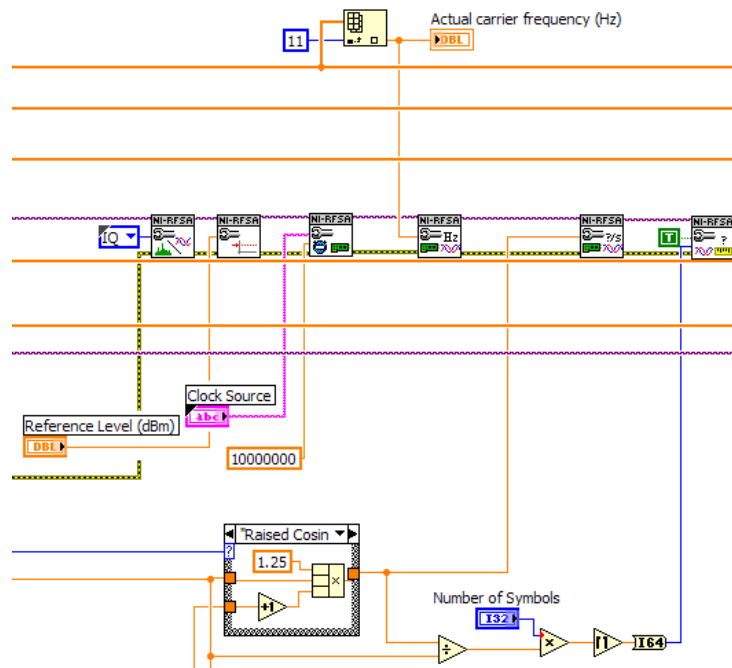 Actual carrier frequency (Hz)
11
DBL
NI-RFSA
NI-RFSA
NI-RFSA
NI-RFSA
NI-RFSA
NI-RFSA
IQ
Hz
?/s
T
?
Clock Source
abc
Reference Level (dBm)
DBL
10000000
"Raised Cosin
?
1.25
x
+1
Number of Symbols
I32
÷
x
I64